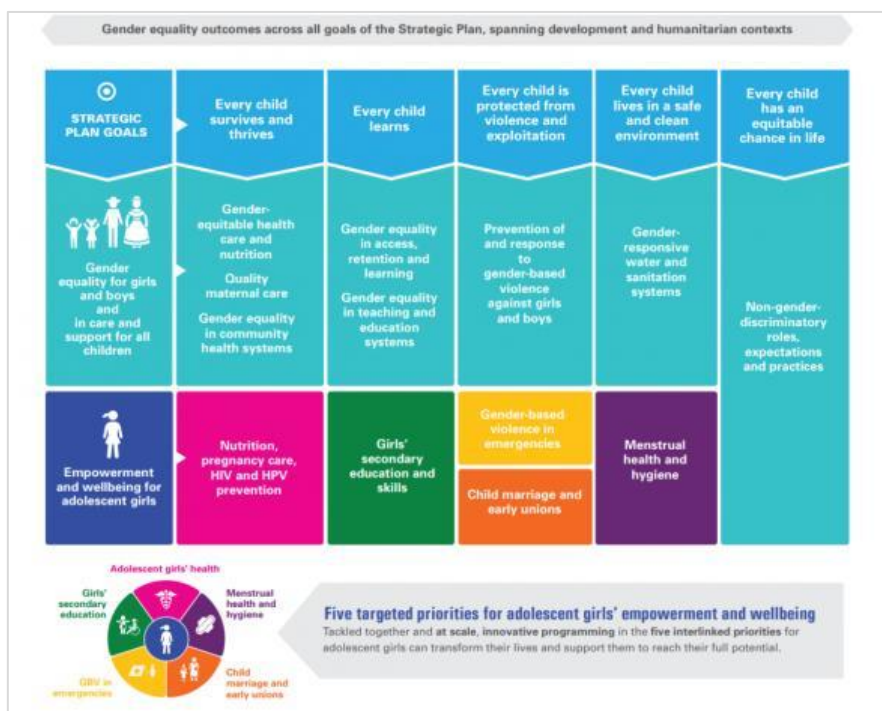 Gender equality outcomes across all goals of the Strategic Plan, spanning development and humanitarian contexts
STRATEGIC
PLAN GOALS
Every child
survives and
thrives
Every child
learns
Every child is
protected from
violence and
exploitation
Every child
lives in a safe
and clean
environment
Every child
has an
equitable
chance in life
Gender
equality for girls
and boys
and
in care and
support for all
children
Gender-
equitable health
care and
nutrition
Quality
maternal care
Gender equality
in community
health systems
Gender equality
in access,
retention and
learning
Gender equality
in teaching and
education
systems
Prevention of
and response
to
gender-based
violence
against girls
and boys
Gender-
responsive
water and
sanitation
systems
Non-gender-
discriminatory
roles,
expectations
and practices
Empowerment
and wellbeing for
adolescent girls
Nutrition,
pregnancy care,
HIV and HPV
prevention
Girls'
secondary
education and
skills
Gender-based
violence in
emergencies
Child marriage and
early unions
Menstrual
health and
hygiene
Adolescent girls' health
Girls'
secondary
education
Menstrual
health and
hygiene
GBV in
emergencies
Child
marriage and
early unions
Five targeted priorities for adolescent girls' empowerment and wellbeing
Tackled together and at scale, innovative programming in the five interlinked priorities for
adolescent girls can transform their lives and support them to reach their full potential.